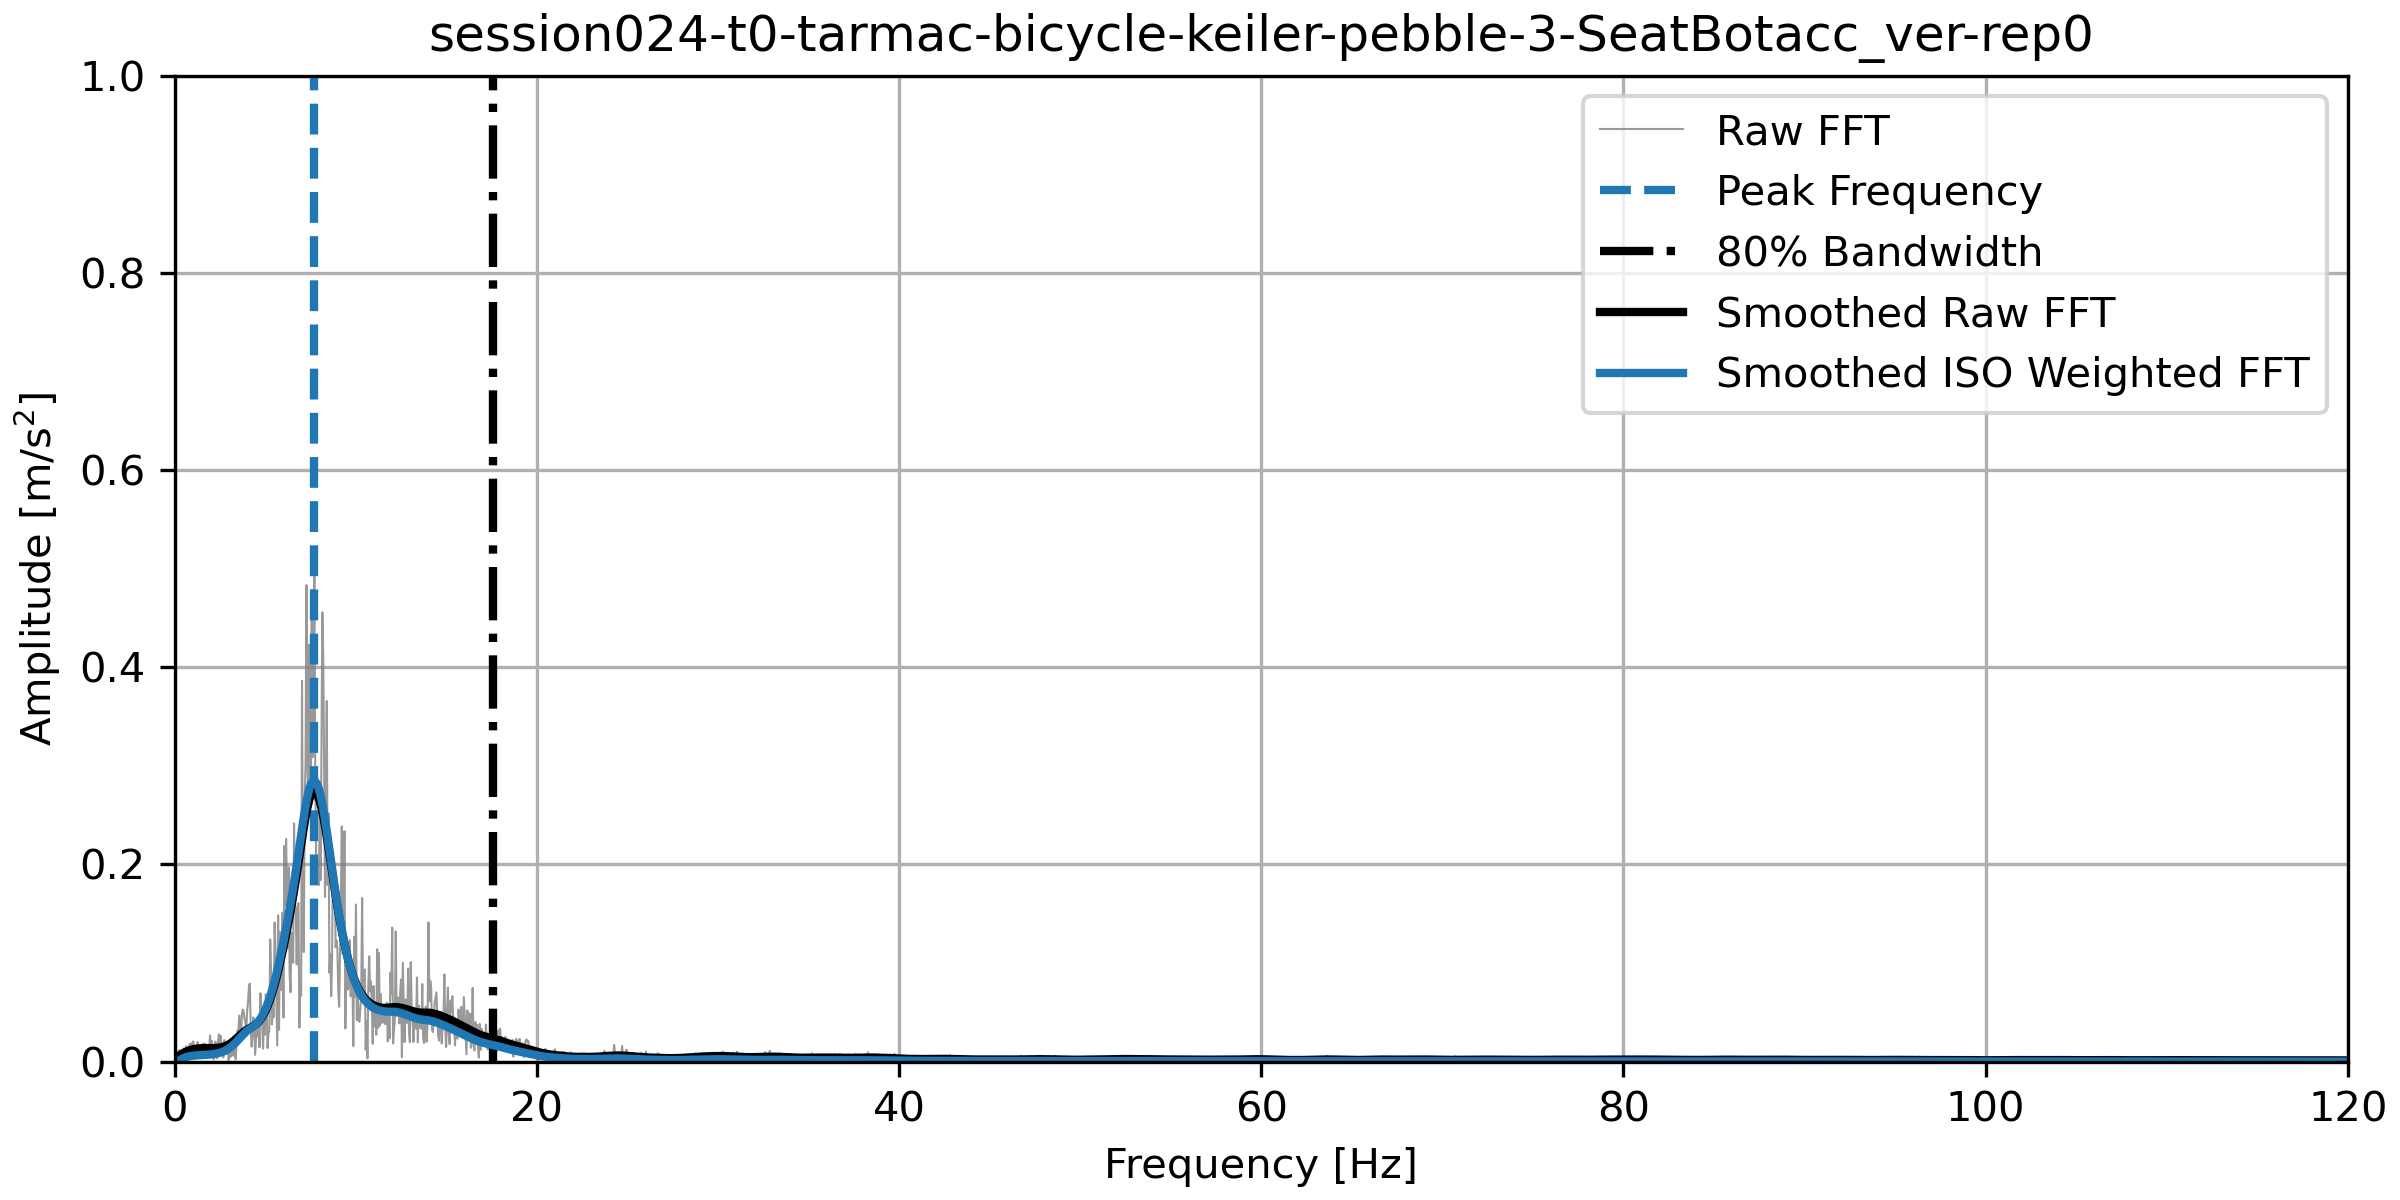 session024-t0-tarmac-bicycle-keiler-pebble-3-SeatBotacc_ver-rep0
1.0
0.8
0.6
0.4
0.2
0.0
Amplitude [m/s²]
Raw FFT
Peak Frequency
80% Bandwidth
Smoothed Raw FFT
Smoothed ISO Weighted FFT
0 20 40 60 80 100 120
Frequency [Hz]